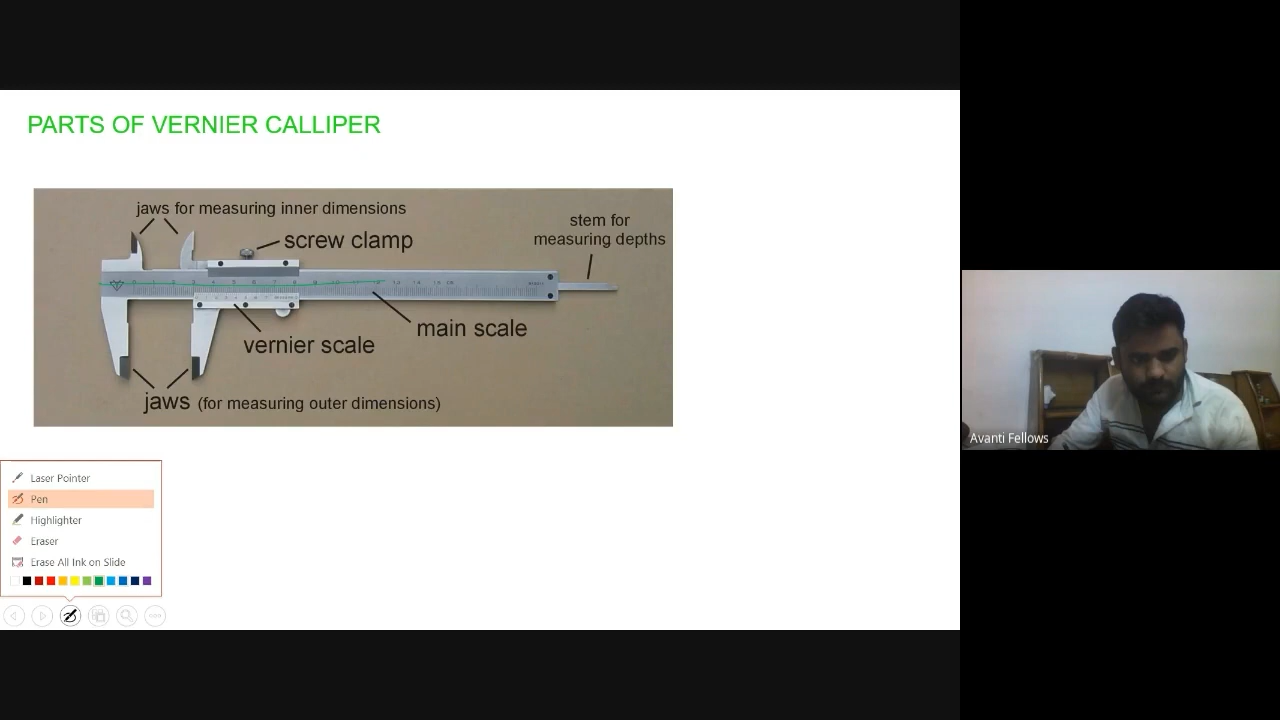 PARTS OF VERNIER CALLIPER
jaws for measuring inner dimensions
stem for
measuring depths
screw clamp
main scale
vernier scale
jaws (for measuring outer dimensions)
Avanti Fellows
Laser Pointer
Pen
Highlighter
Eraser
Erase All Ink on Slide